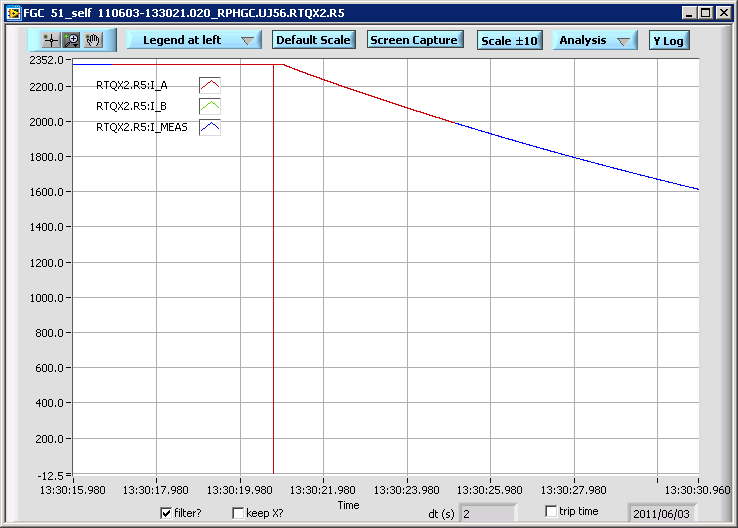 FGC 51_self 110603-133021.020_RPHGC.UJ56.RTQX2.R5
Legend at left Default Scale Screen Capture Scale ±10 Analysis Y Log
2352.0
2200.0
2000.0
1800.0
1600.0
1400.0
1200.0
1000.0
800.0
600.0
400.0
200.0
-12.5
RTQX2.R5:I_A
RTQX2.R5:I_B
RTQX2.R5:I_MEAS
13:30:15.980 13:30:17.980 13:30:19.980 13:30:21.980 13:30:23.980 13:30:25.980 13:30:27.980 13:30:30.960
Time
filter? keep X? dt (s) 2 trip time 2011/06/03